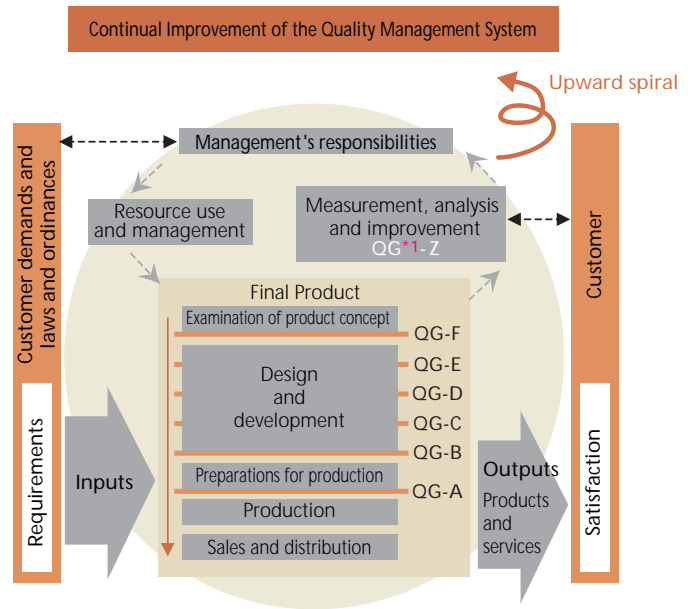 Continual Improvement of the Quality Management System
Upward spiral
Customer demands and
laws and ordinances
Requirements
Management's responsibilities
Resource use
and management
Measurement, analysis
and improvement
QG*1-Z
Customer
Satisfaction
Final Product
Examination of product concept
QG-F
QG-E
Design
and
development
QG-D
QG-C
QG-B
Preparations for production
QG-A
Production
Sales and distribution
Inputs
Outputs
Products
and
services